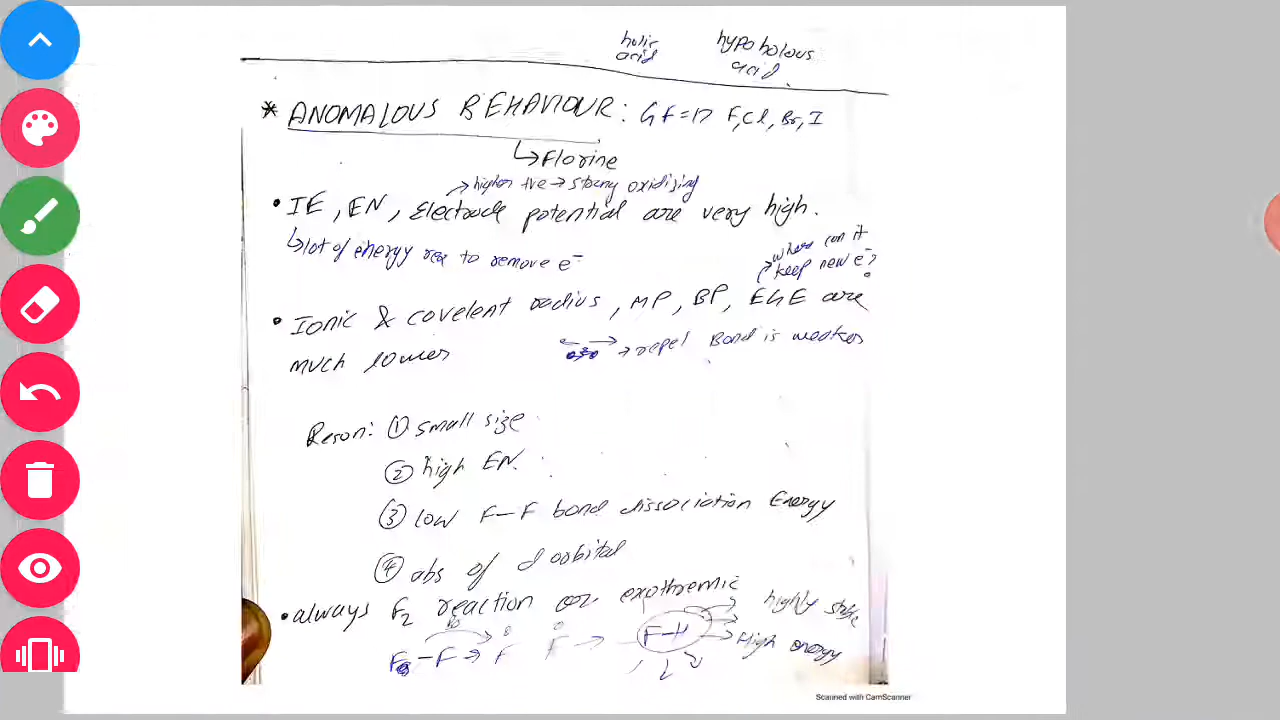 halic hypoholous
acid acid
* ANOMALOUS BEHAVIOUR: Gf=17 F, Cl, Br, I
↳Florine
→higher +ve → strong oxidising
• IE, EN, Electrode potential are very high.
↳lot of energy req to remove e⁻
where can it
keep new e⁻?
• Ionic & covelent radius, MP, BP, EGE are
much lower
→ repel Bond is weaker
Reson: ① small size
② high EN.
③ low F-F bond dissociation Energy
④ abs of d orbital
• always F₂ reaction are exothremic
highly stable
F-F → F F → F-H High energy
Scanned with CamScanner